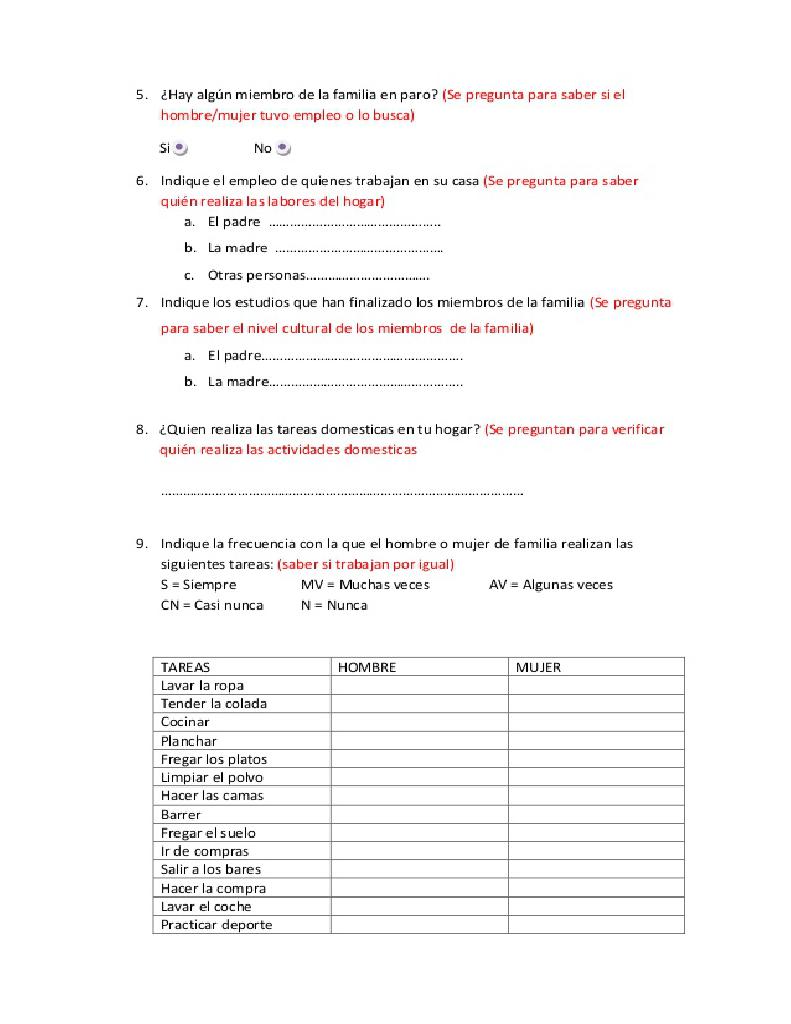 5. ¿Hay algún miembro de la familia en paro? (Se pregunta para saber si el
hombre/mujer tuvo empleo o lo busca)
Si No
6. Indique el empleo de quienes trabajan en su casa (Se pregunta para saber
quién realiza las labores del hogar)
a. El padre ………………………………………..
b. La madre ……………………………………….
c. Otras personas…………………………….
7. Indique los estudios que han finalizado los miembros de la familia (Se pregunta
para saber el nivel cultural de los miembros de la familia)
a. El padre……………………………………………….
b. La madre……………………………………………..
8. ¿Quien realiza las tareas domesticas en tu hogar? (Se preguntan para verificar
quién realiza las actividades domesticas
………………………………………………………………………………………
9. Indique la frecuencia con la que el hombre o mujer de familia realizan las
siguientes tareas: (saber si trabajan por igual)
S = Siempre MV = Muchas veces AV = Algunas veces
CN = Casi nunca N = Nunca
TAREAS HOMBRE MUJER
Lavar la ropa
Tender la colada
Cocinar
Planchar
Fregar los platos
Limpiar el polvo
Hacer las camas
Barrer
Fregar el suelo
Ir de compras
Salir a los bares
Hacer la compra
Lavar el coche
Practicar deporte